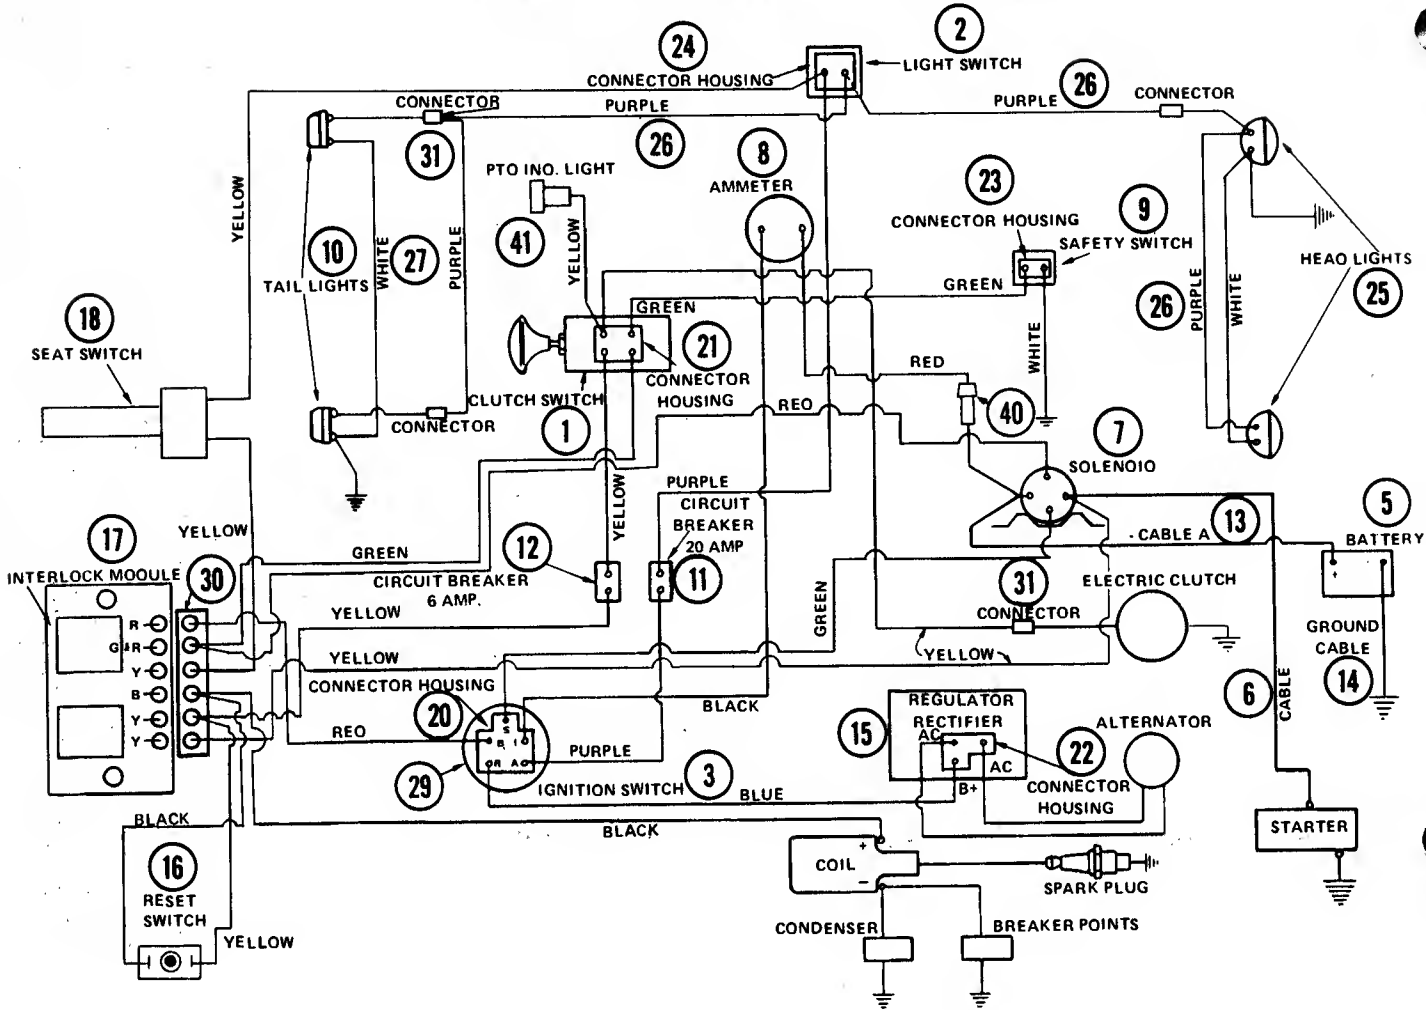 24
2
CONNECTOR HOUSING
LIGHT SWITCH
26
CONNECTOR
PURPLE
PURPLE
CONNECTOR
31
26
8
PTO INO. LIGHT
AMMETER
23
9
YELLOW
10
TAIL LIGHTS
WHITE
27
PURPLE
41
YELLOW
CONNECTOR HOUSING
SAFETY SWITCH
HEAO LIGHTS
25
GREEN
GREEN
26
PURPLE
WHITE
18
SEAT SWITCH
21
CONNECTOR
HOUSING
CLUTCH SWITCH
1
RED
WHITE
40
CONNECTOR
REO
7
SOLENOIO
YELLOW
PURPLE
CIRCUIT
BREAKER
20 AMP
11
YELLOW
17
INTERLOCK MODULE
30
GREEN
12
CIRCUIT BREAKER
6 AMP.
CABLE A
13
5
BATTERY
+
-
31
CONNECTOR
ELECTRIC CLUTCH
YELLOW
GREEN
YELLOW
YELLOW
GROUND
CABLE
14
R
G&R
Y
B
Y
Y
CONNECTOR HOUSING
20
REO
BLACK
6
CABLE
S
B
I
R
A
PURPLE
29
IGNITION SWITCH
3
BLUE
15
REGULATOR
RECTIFIER
AC
AC
B+
22
CONNECTOR
HOUSING
ALTERNATOR
BLACK
BLACK
STARTER
16
RESET
SWITCH
YELLOW
+
COIL
–
SPARK PLUG
CONDENSER
BREAKER POINTS